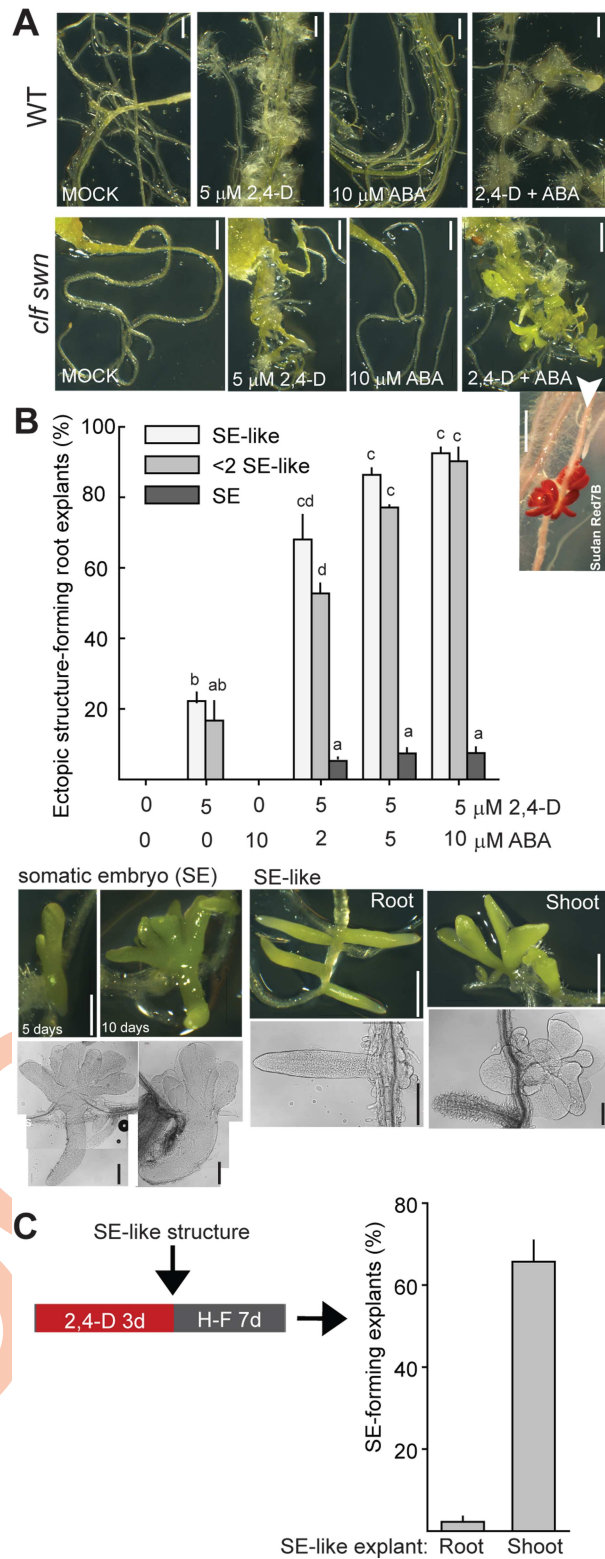 A
WT
MOCK
5 μM 2,4-D
10 μM ABA
2,4-D + ABA
clf swn
MOCK
5 μM 2,4-D
10 μM ABA
2,4-D + ABA
Sudan Red7B
B
Ectopic structure-forming root explants (%)
100
80
60
40
20
SE-like
<2 SE-like
SE
b
ab
cd
d
a
c
c
a
c
c
a
0 5 0 5 5 5 μM 2,4-D
0 0 10 2 5 10 μM ABA
somatic embryo (SE)
SE-like
5 days
10 days
Root
Shoot
C
SE-like structure
2,4-D 3d
H-F 7d
SE-forming explants (%)
80
60
40
20
SE-like explant: Root Shoot